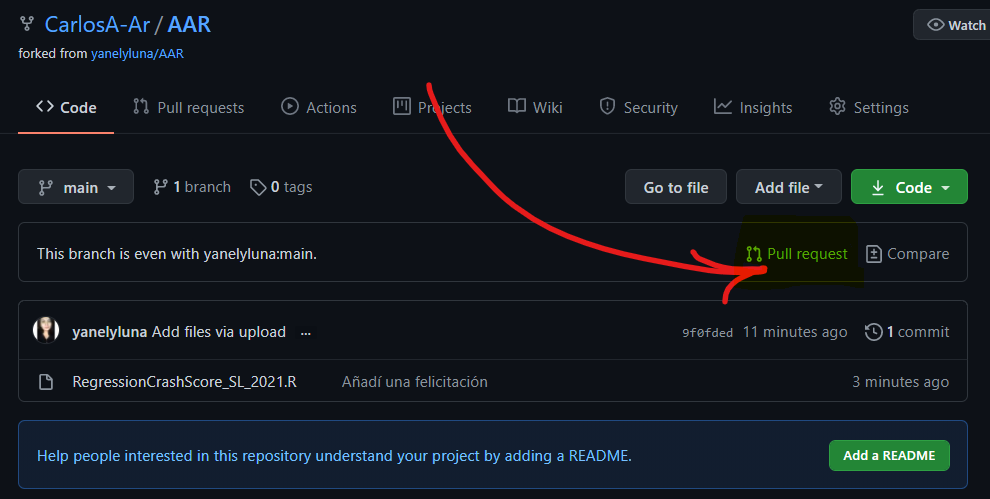 CarlosA-Ar / AAR
Watch
forked from yanelyluna/AAR
Code Pull requests Actions Projects Wiki Security Insights Settings
main 1 branch 0 tags Go to file Add file Code
This branch is even with yanelyluna:main. Pull request Compare
yanelyluna Add files via upload ... 9f0fded 11 minutes ago 1 commit
RegressionCrashScore_SL_2021.R Añadí una felicitación 3 minutes ago
Help people interested in this repository understand your project by adding a README. Add a README